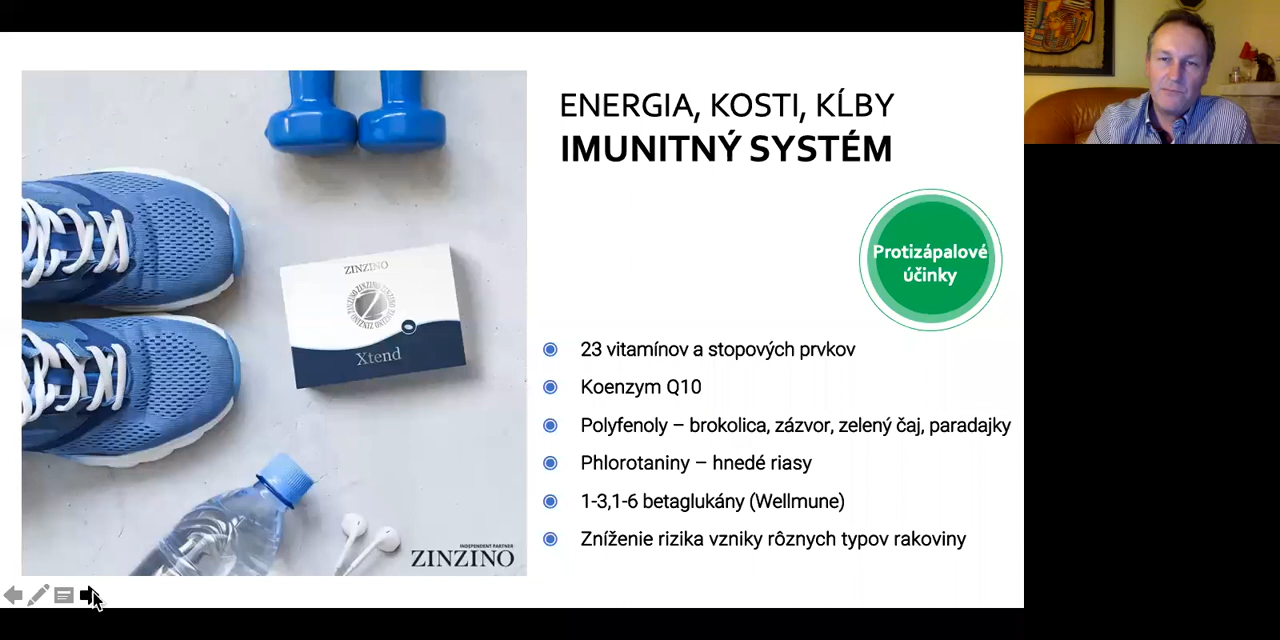 ENERGIA, KOSTI, KĹBY
IMUNITNÝ SYSTÉM
Protizápalové
účinky
ZINZINO
Xtend
23 vitamínov a stopových prvkov
Koenzym Q10
Polyfenoly – brokolica, zázvor, zelený čaj, paradajky
Phlorotaniny – hnedé riasy
1-3,1-6 betaglukány (Wellmune)
Zníženie rizika vzniky rôznych typov rakoviny
INDEPENDENT PARTNER
ZINZINO